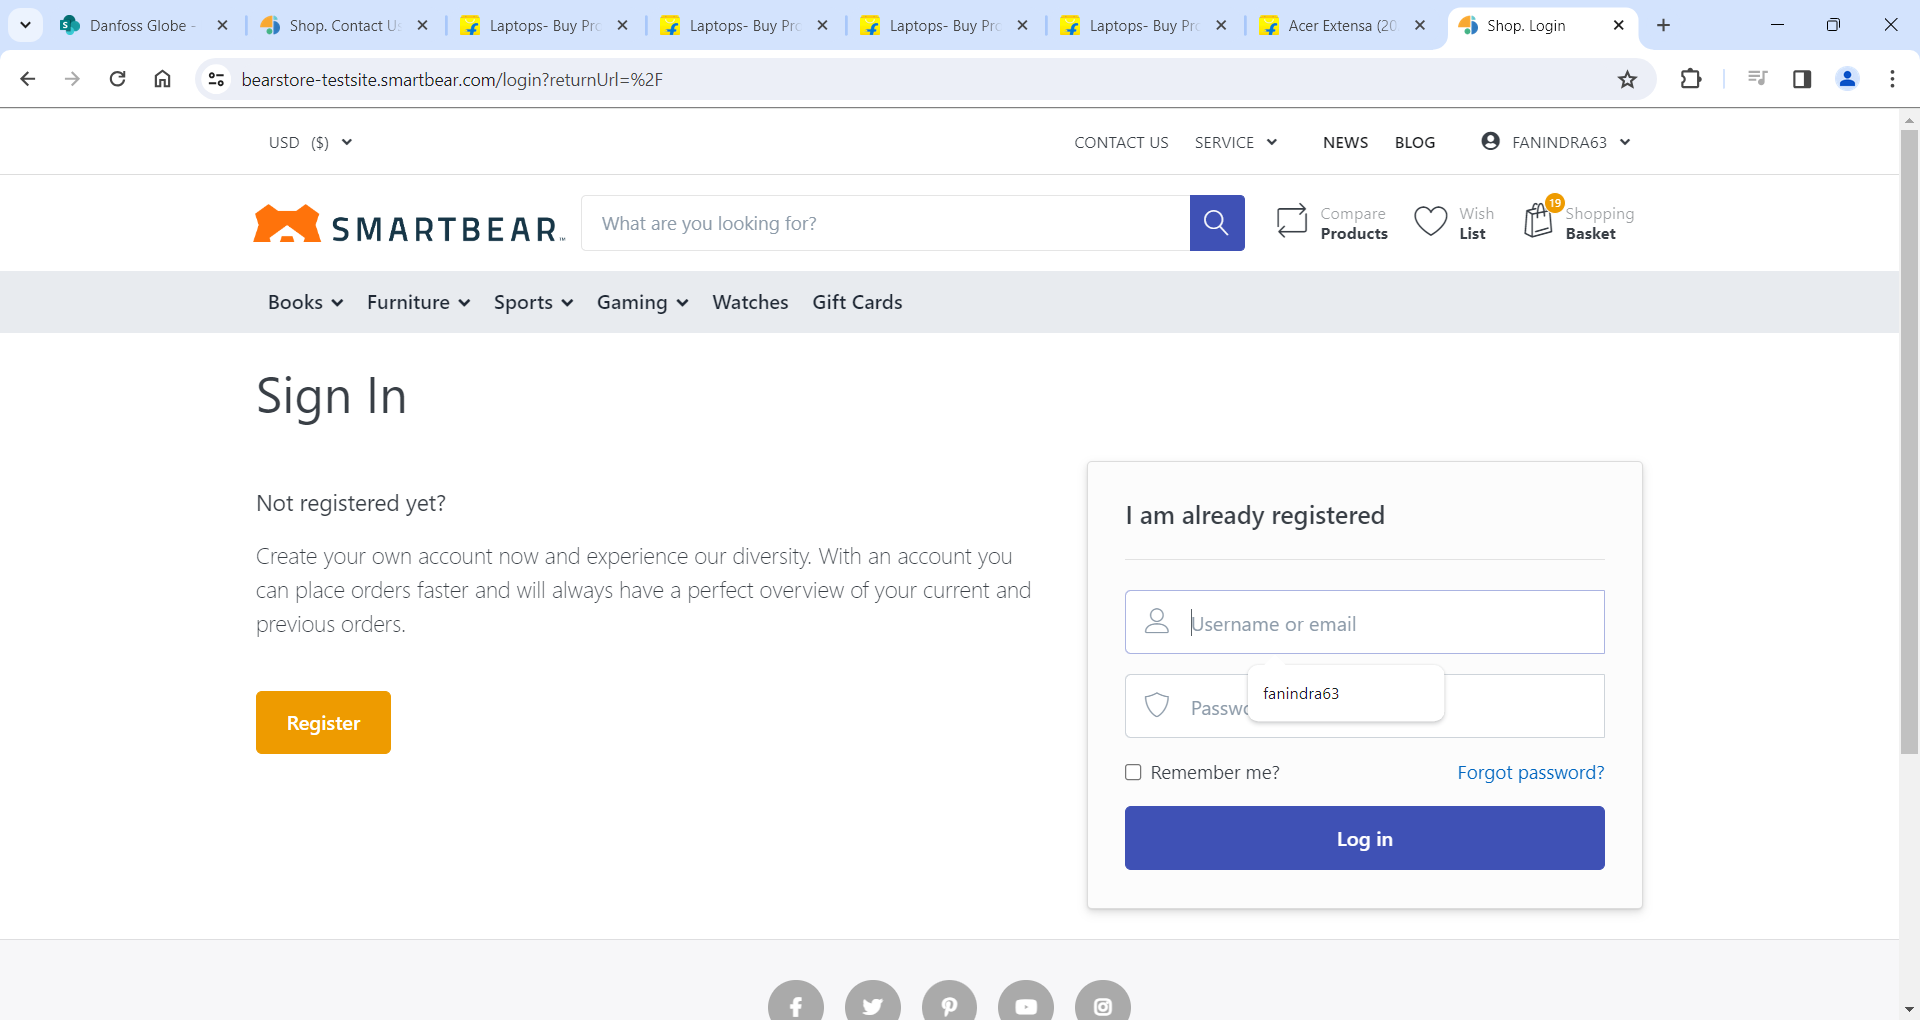 Danfoss Globe -
Shop. Contact Us
Laptops- Buy Pro
Laptops- Buy Pro
Laptops- Buy Pro
Laptops- Buy Pro
Acer Extensa (20
Shop. Login
bearstore-testsite.smartbear.com/login?returnUrl=%2F
USD ($)
CONTACT US
SERVICE
NEWS
BLOG
FANINDRA63
SMARTBEAR
What are you looking for?
Compare
Products
Wish
List
19
Shopping
Basket
Books
Furniture
Sports
Gaming
Watches
Gift Cards
Sign In
Not registered yet?
Create your own account now and experience our diversity. With an account you
can place orders faster and will always have a perfect overview of your current and
previous orders.
Register
I am already registered
Username or email
fanindra63
Passwo
Remember me?
Forgot password?
Log in